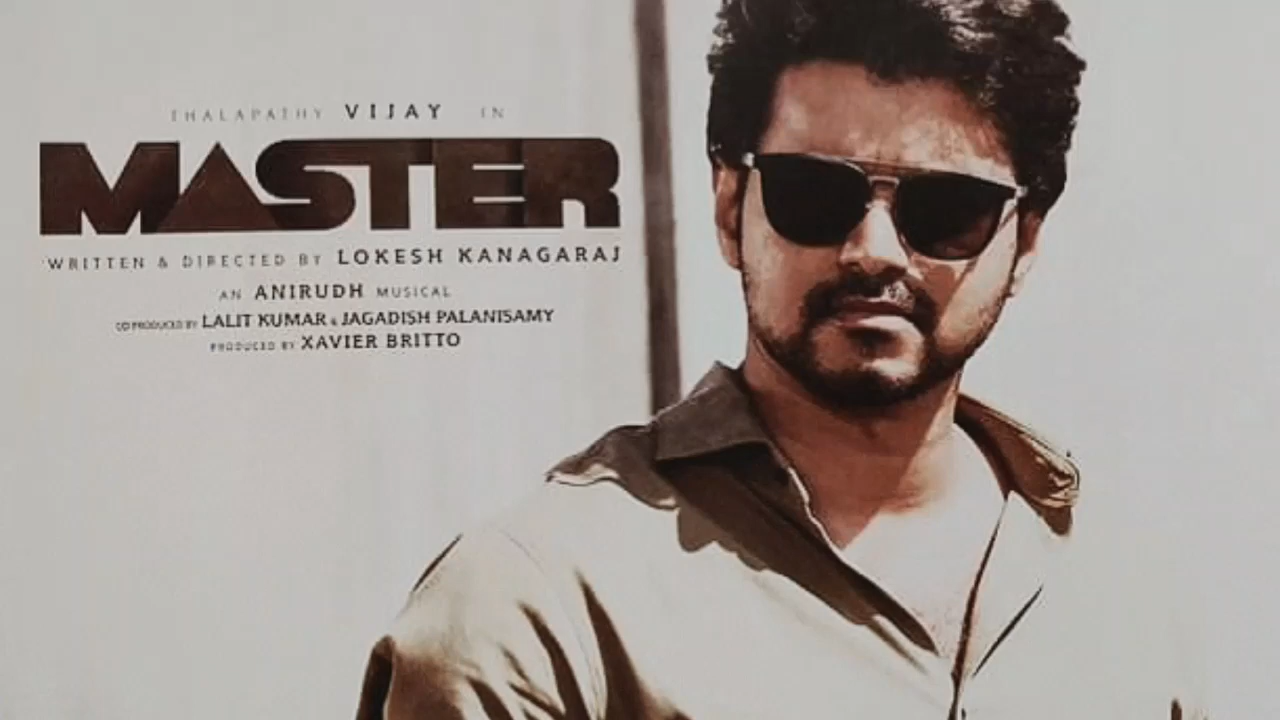 THALAPATHY VIJAY IN
MASTER
WRITTEN & DIRECTED BY LOKESH KANAGARAJ
AN ANIRUDH MUSICAL
CO PRODUCED BY LALIT KUMAR & JAGADISH PALANISAMY
PRODUCED BY XAVIER BRITTO